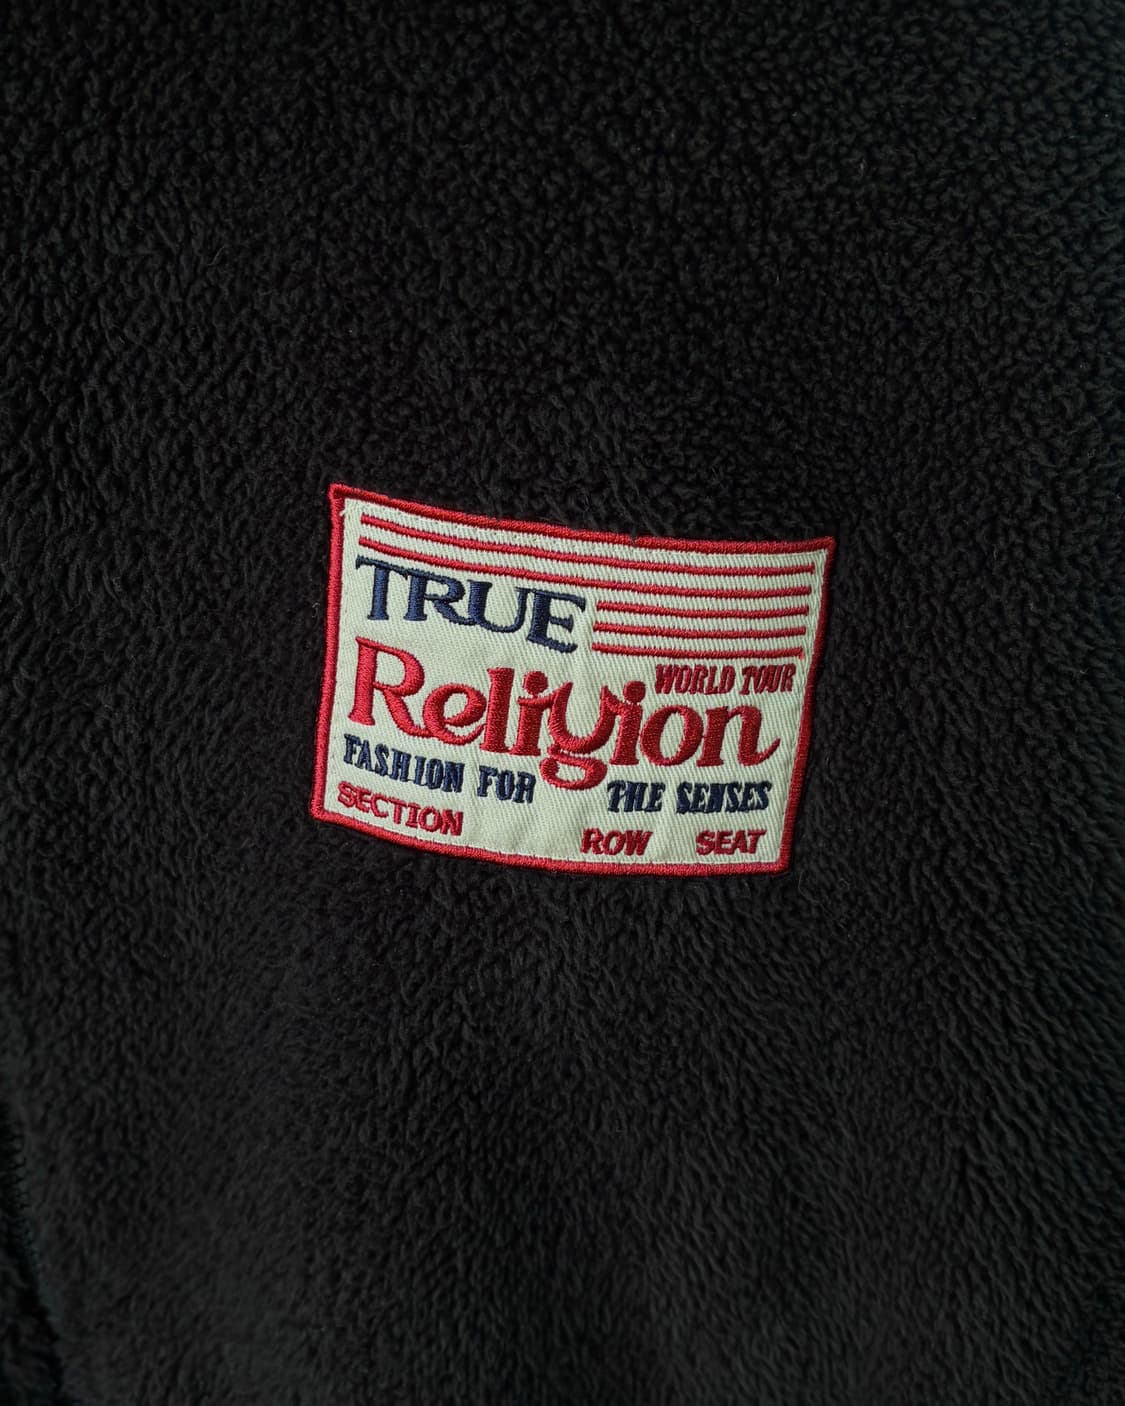 TRUE
WORLD TOUR
Religion
FASHION FOR THE SENSES
SECTION ROW SEAT